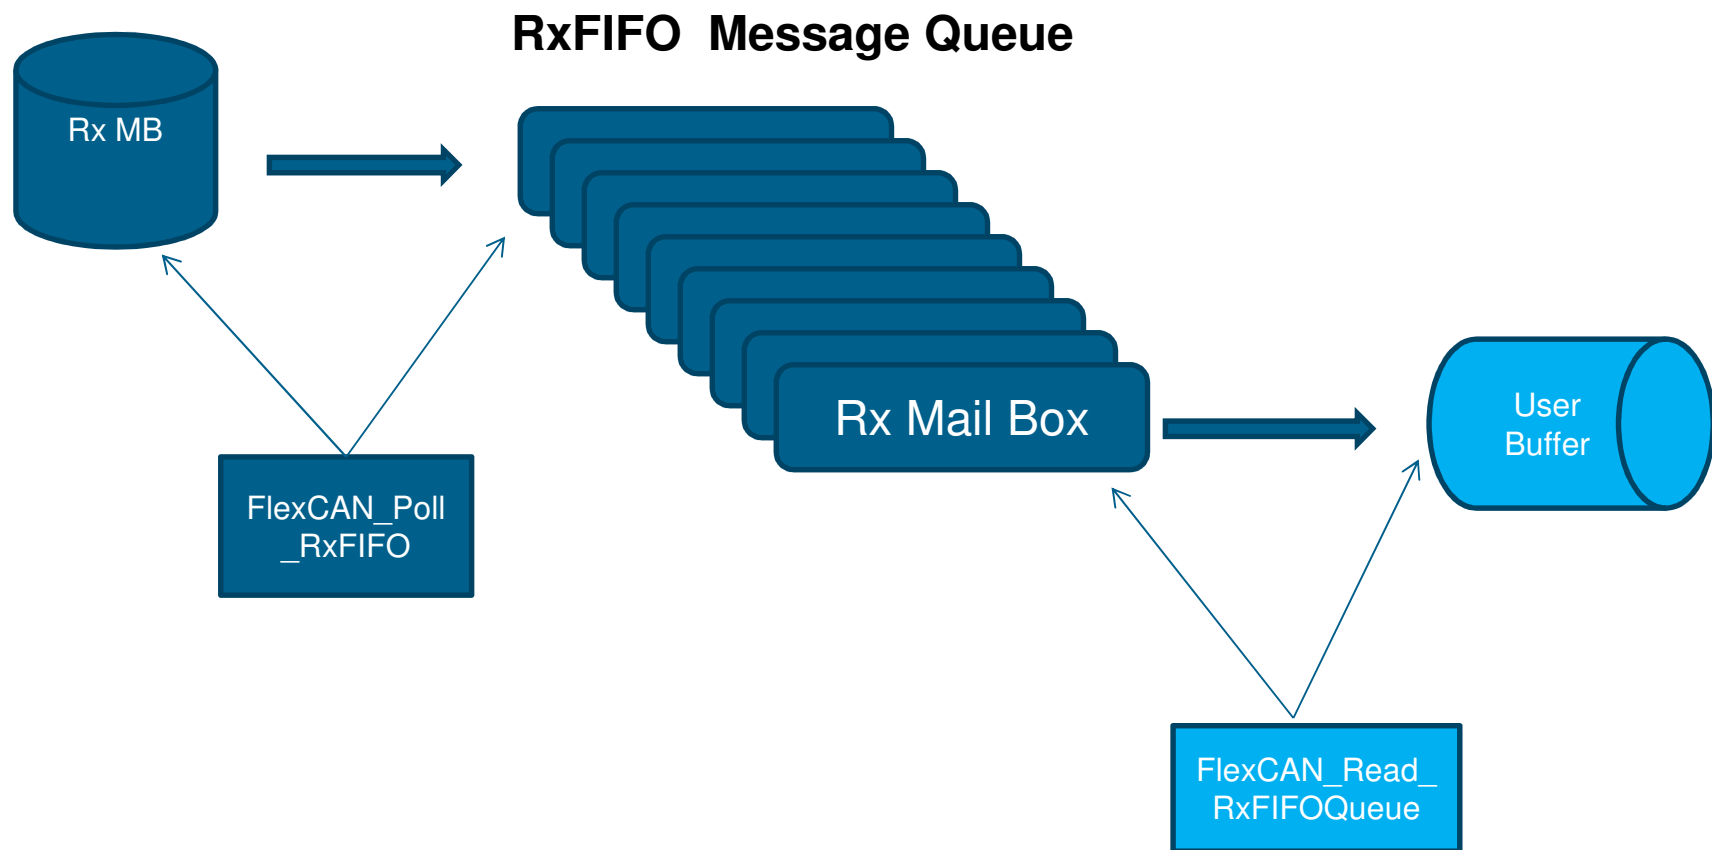 RxFIFO  Message Queue
Rx MB
Rx Mail Box
User
Buffer
FlexCAN_Poll
_RxFIFO
FlexCAN_Read_
RxFIFOQueue